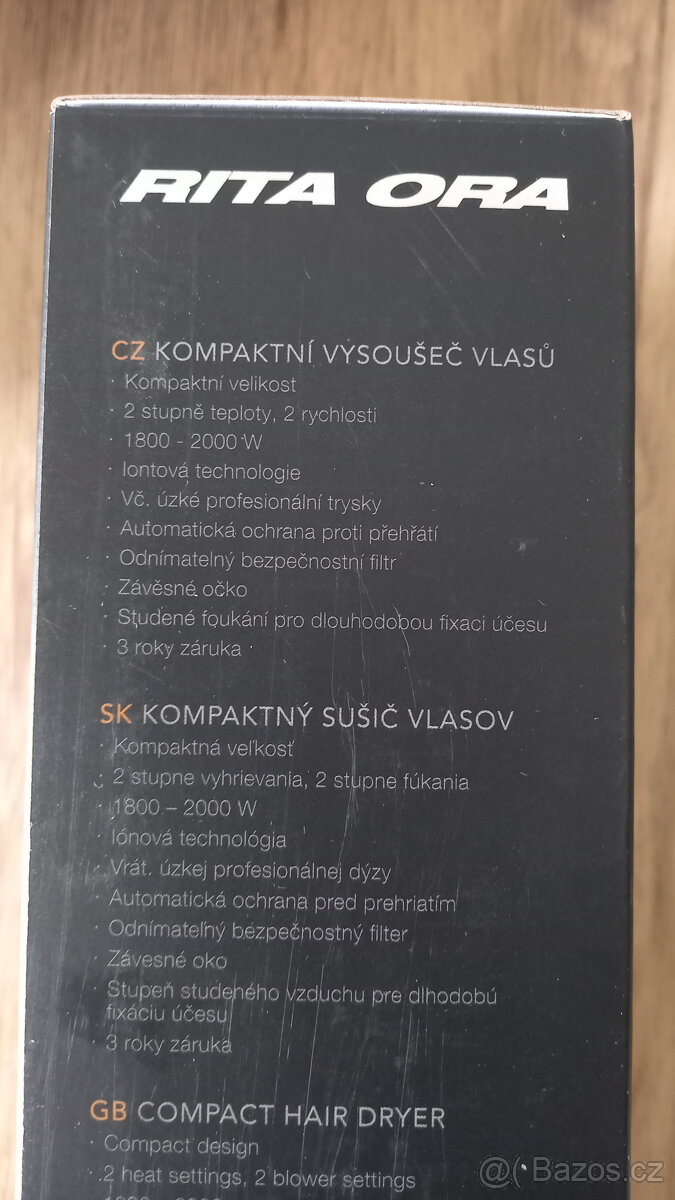 RITA ORA
CZ KOMPAKTNÍ VYSOUŠEČ VLASŮ
· Kompaktní velikost
· 2 stupně teploty, 2 rychlosti
· 1800 - 2000 W
· Iontová technologie
· Vč. úzké profesionální trysky
· Automatická ochrana proti přehřátí
· Odnímatelný bezpečnostní filtr
· Závěsné očko
· Studené foukání pro dlouhodobou fixaci účesu
· 3 roky záruka
SK KOMPAKTNÝ SUŠIČ VLASOV
· Kompaktná veľkosť
· 2 stupne vyhrievania, 2 stupne fúkania
· 1800 – 2000 W
· Iónová technológia
· Vrát. úzkej profesionálnej dýzy
· Automatická ochrana pred prehriatím
· Odnímateľný bezpečnostný filter
· Závesné oko
· Stupeň studeného vzduchu pre dlhodobú
fixáciu účesu
· 3 roky záruka
GB COMPACT HAIR DRYER
· Compact design
· 2 heat settings, 2 blower settings
@( Bazos.cz